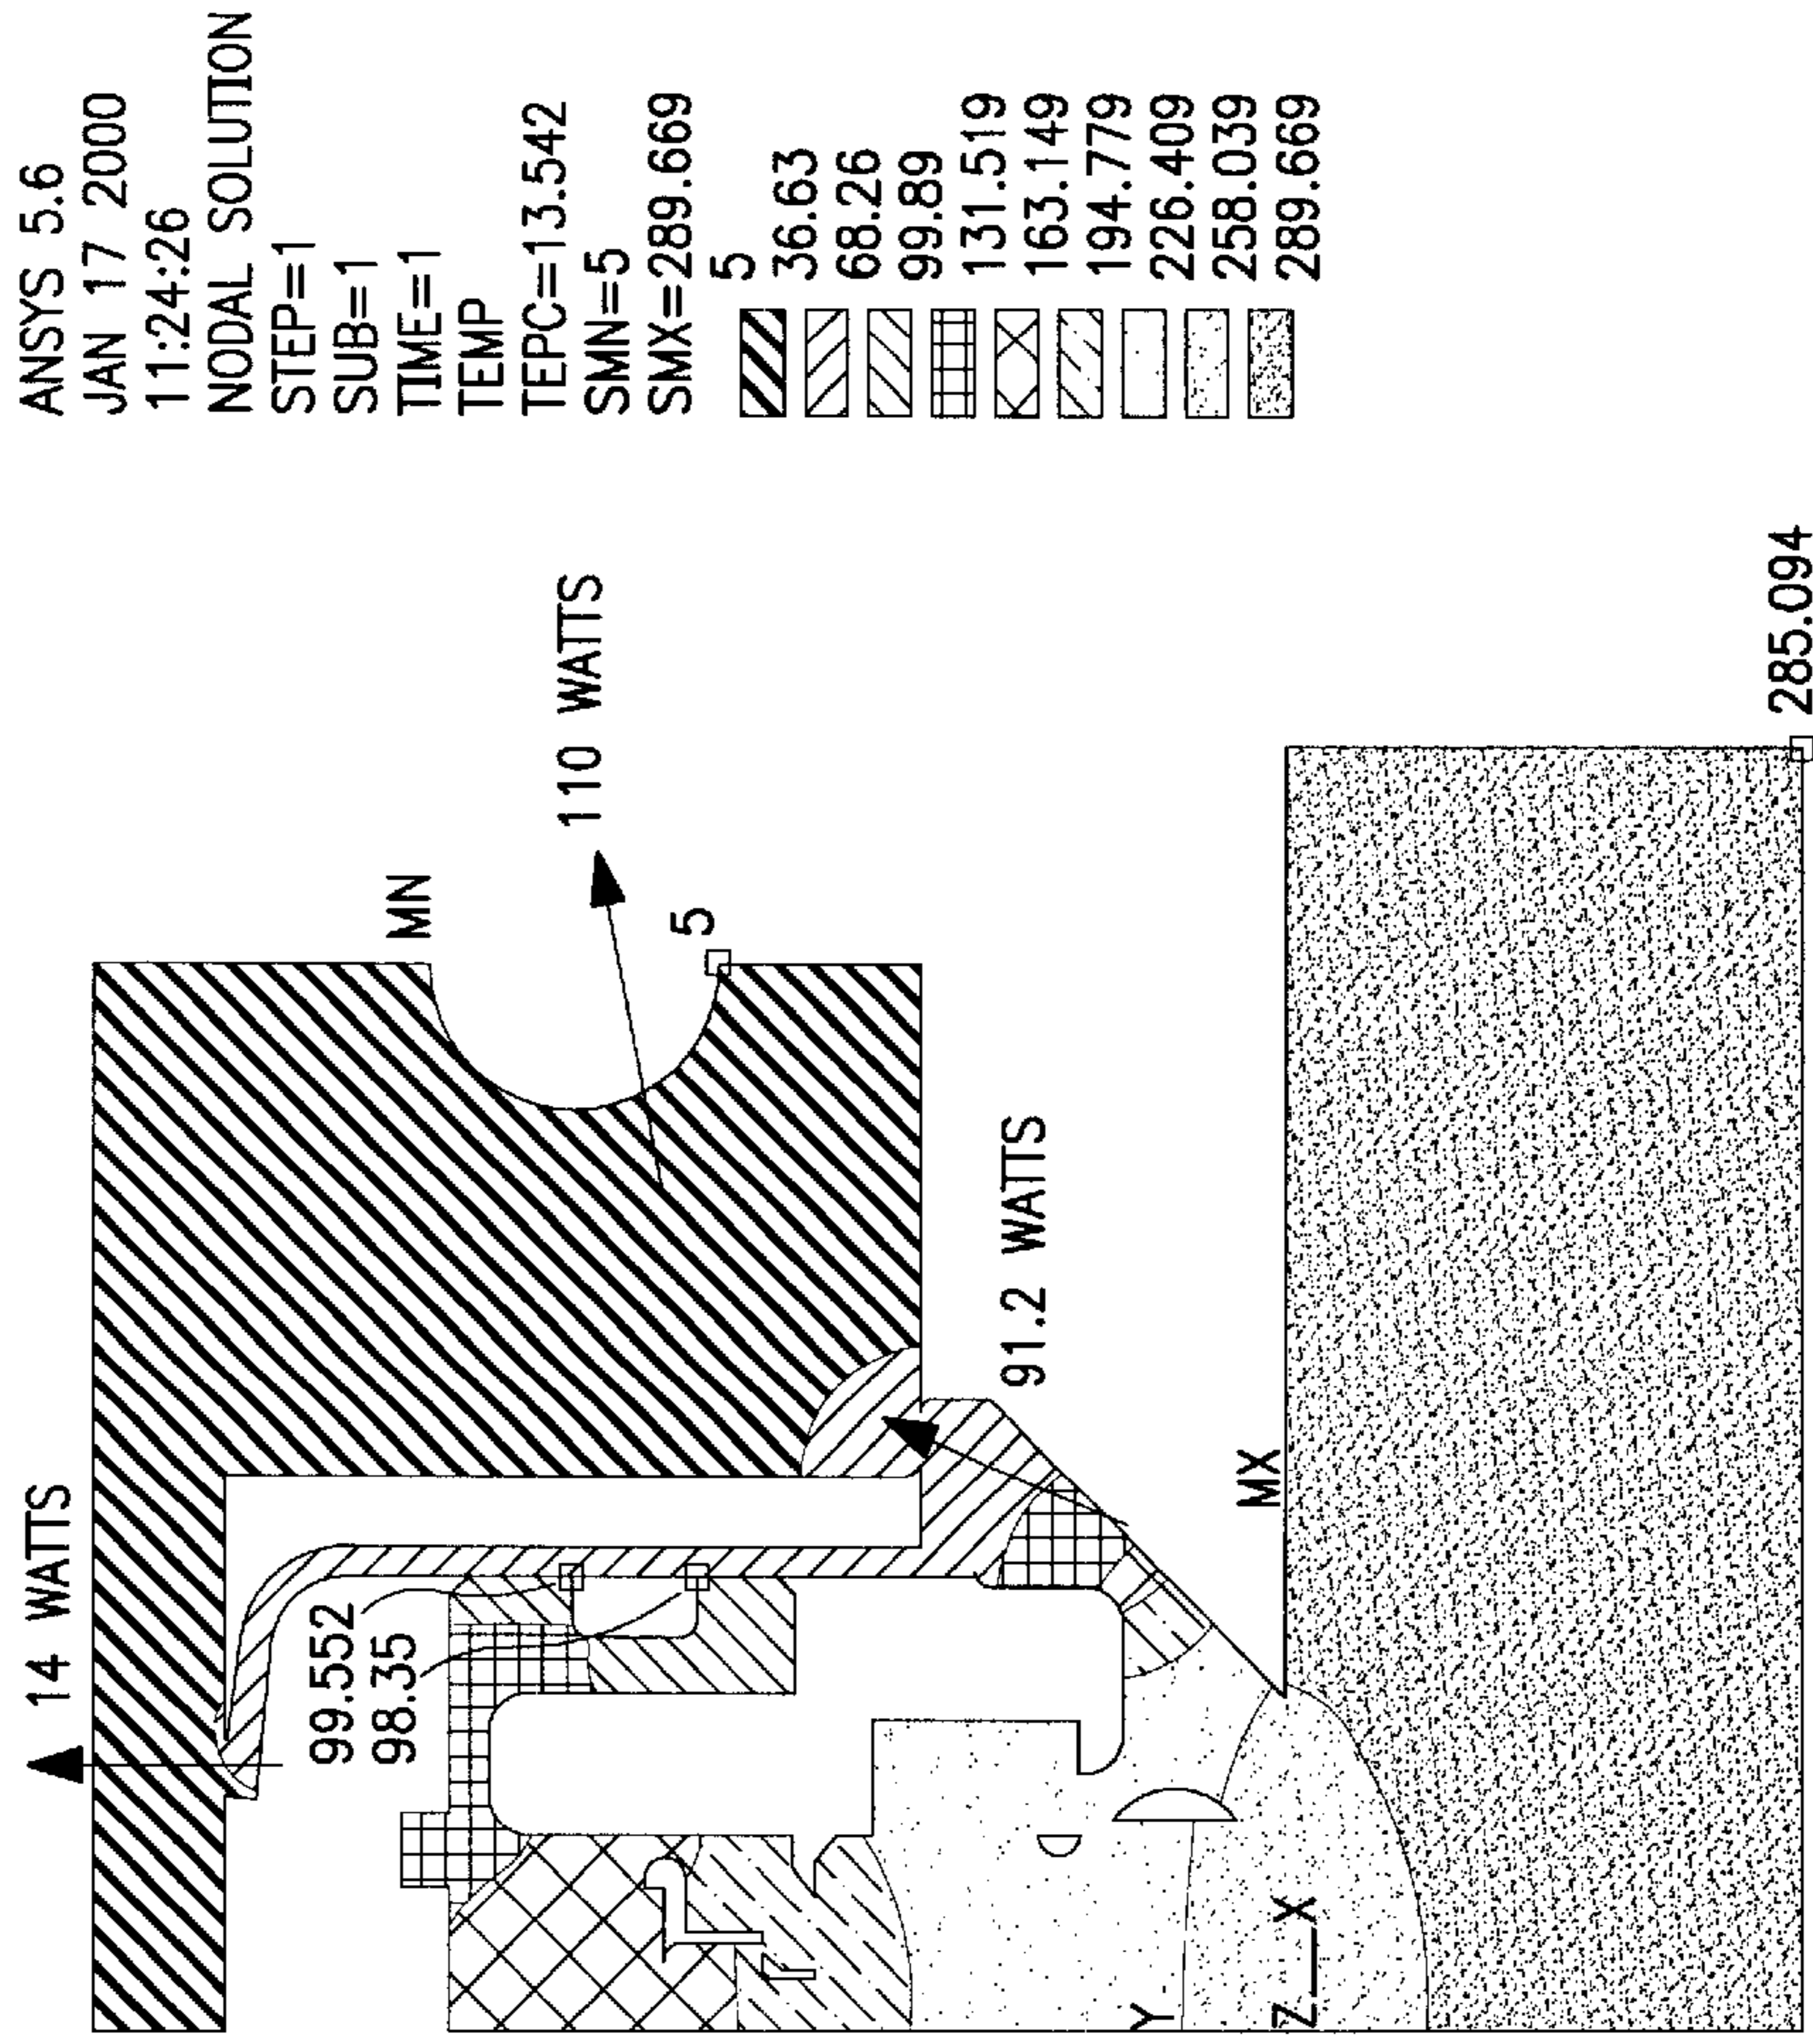 ANSYS 5.6
JAN 17 2000
11:24:26
NODAL SOLUTION
STEP=1
SUB=1
TIME=1
TEMP
TEPC=13.542
SMN=5
SMX=289.669
5
36.63
68.26
99.89
131.519
163.149
194.779
226.409
258.039
289.669
14 WATTS
MN
110 WATTS
5
99.552
98.35
91.2 WATTS
MX
Y
Z X
285.094